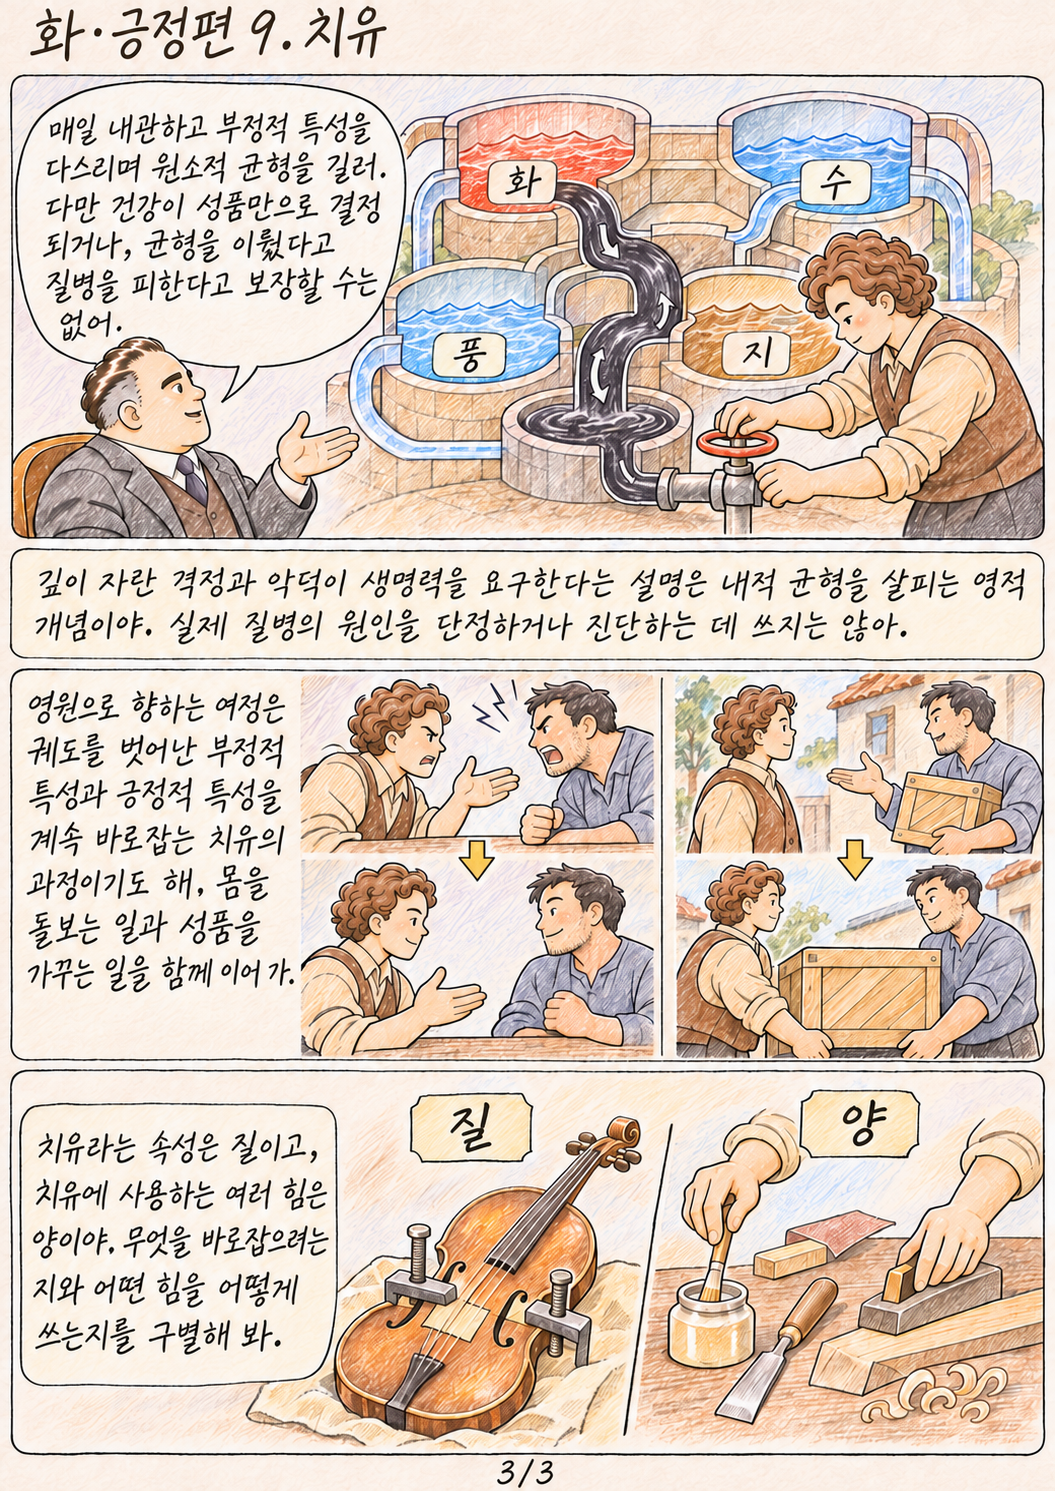 화·긍정편 9. 치유
매일 내관하고 부정적 특성을
다스리며 원소적 균형을 길러.
다만 건강이 성품만으로 결정
되거나, 균형을 이뤘다고
질병을 피한다고 보장할 수는
없어.
화
수
풍
지
깊이 자란 격정과 악덕이 생명력을 요구한다는 설명은 내적 균형을 살피는 영적
개념이야. 실제 질병의 원인을 단정하거나 진단하는 데 쓰지는 않아.
영원으로 향하는 여정은
궤도를 벗어난 부정적
특성과 긍정적 특성을
계속 바로잡는 치유의
과정이기도 해, 몸을
돌보는 일과 성품을
가꾸는 일을 함께 이어 가.
치유라는 속성은 질이고,
치유에 사용하는 여러 힘은
양이야. 무엇을 바로잡으려는
지와 어떤 힘을 어떻게
쓰는지를 구별해 봐.
질
양
3/3